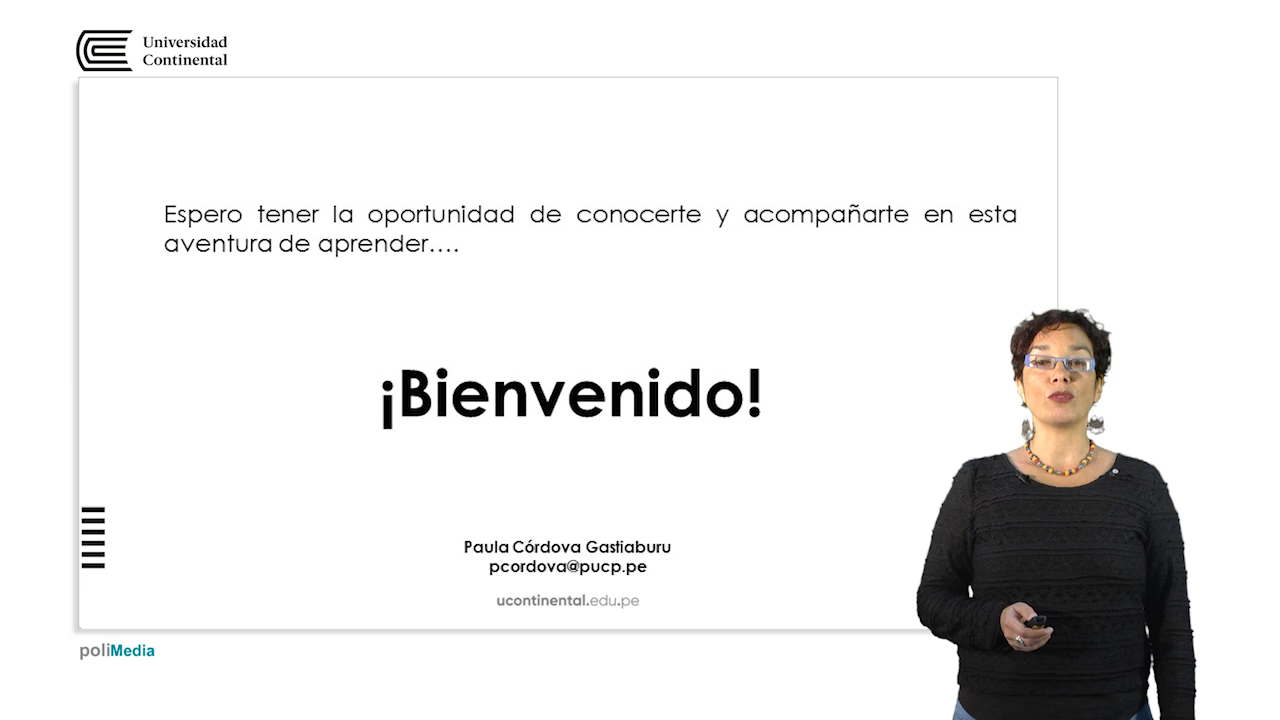 Universidad
Continental
Espero tener la oportunidad de conocerte y acompañarte en esta
aventura de aprender....
¡Bienvenido!
Paula Córdova Gastiaburu
pcordova@pucp.pe
ucontinental.edu.pe
poliMedia